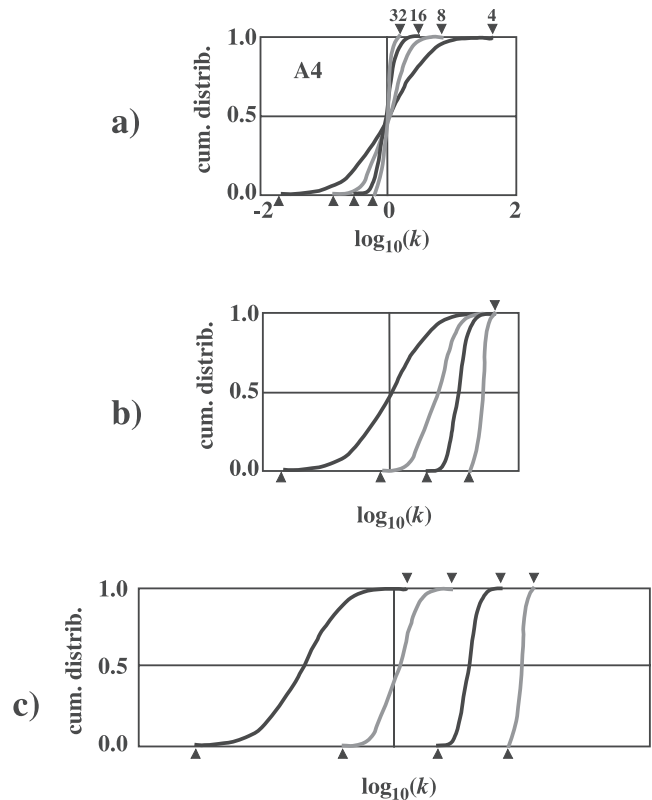 32 16 8 4
1.0
A4
a)
cum. distrib.
0.5
0.0
-2 0 2
log10(k)
1.0
b)
cum. distrib.
0.5
0.0
log10(k)
1.0
c)
cum. distrib.
0.5
0.0
log10(k)